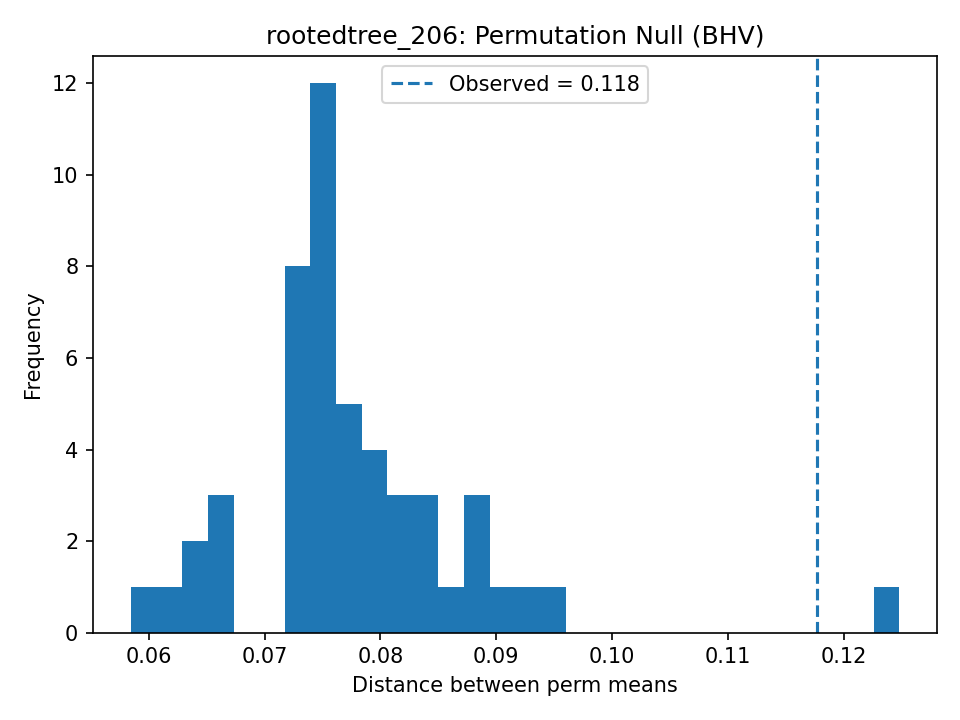 rootedtree_206: Permutation Null (BHV)
Observed = 0.118
12
10
8
6
4
2
0
Frequency
0.06 0.07 0.08 0.09 0.10 0.11 0.12
Distance between perm means